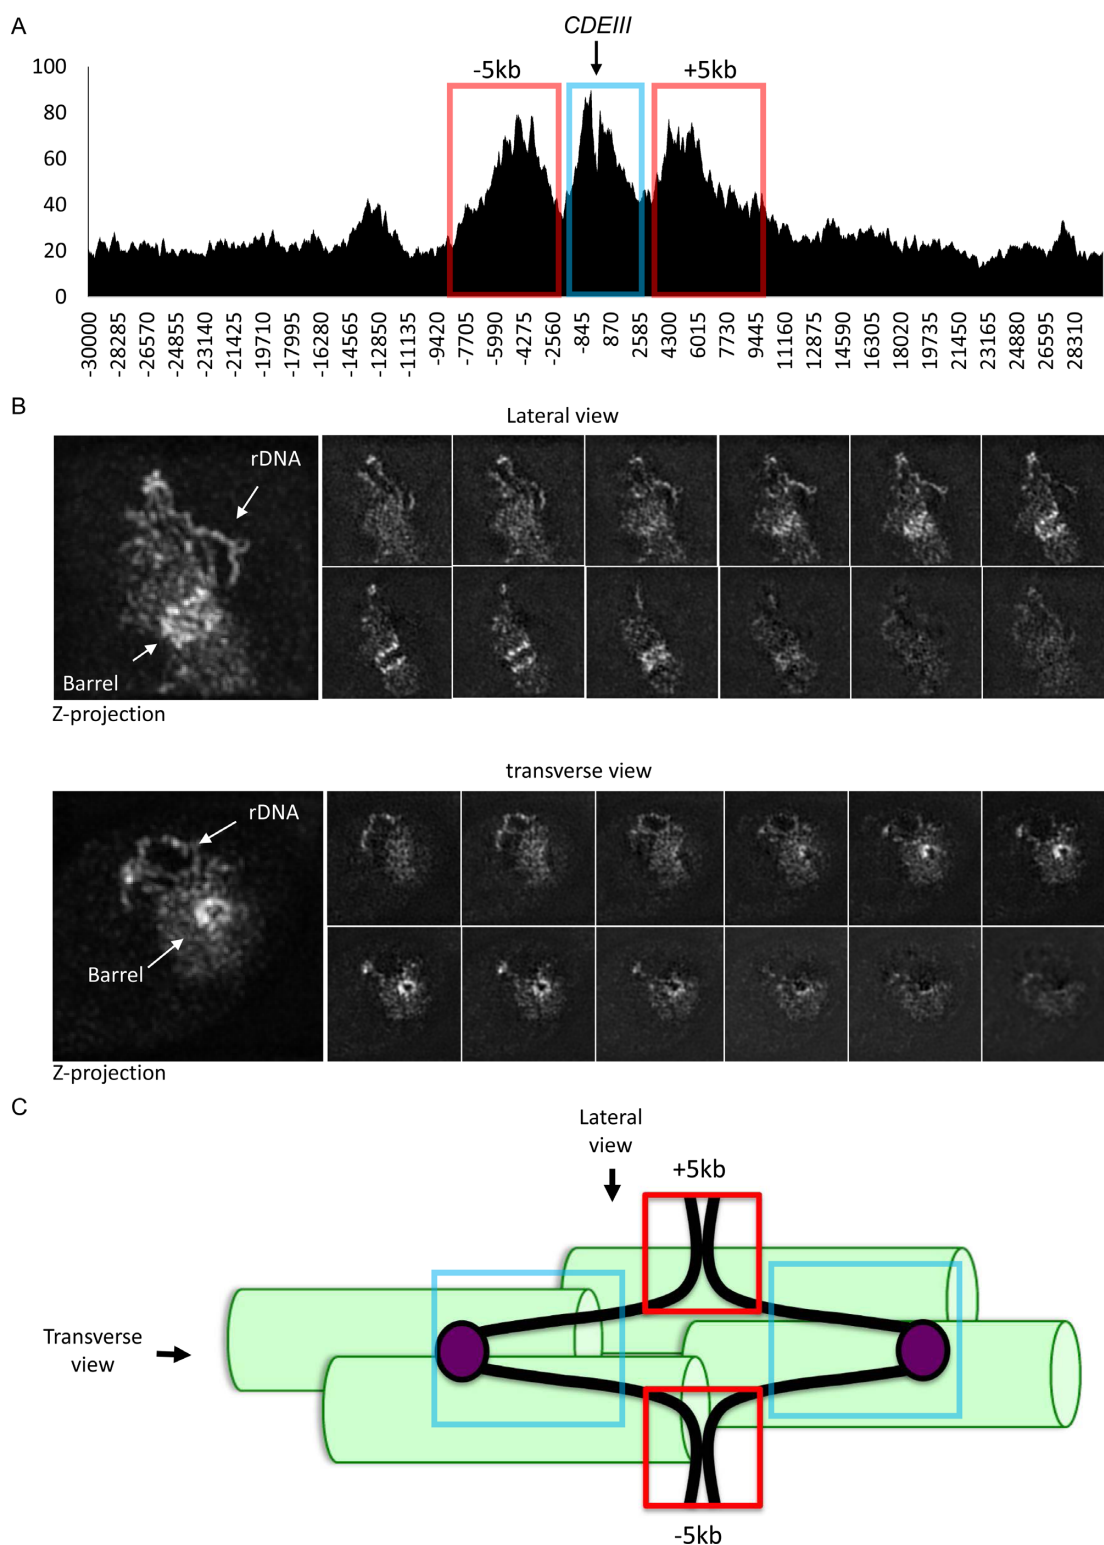 A
CDEIII
-5kb
+5kb
100
80
60
40
20
0
-30000
-28285
-26570
-24855
-23140
-21425
-19710
-17995
-16280
-14565
-12850
-11135
-9420
-7705
-5990
-4275
-2560
-845
870
2585
4300
6015
7730
9445
11160
12875
14590
16305
18020
19735
21450
23165
24880
26595
28310
B
Lateral view
rDNA
Barrel
Z-projection
transverse view
rDNA
Barrel
Z-projection
C
Lateral
view
+5kb
Transverse
view
-5kb